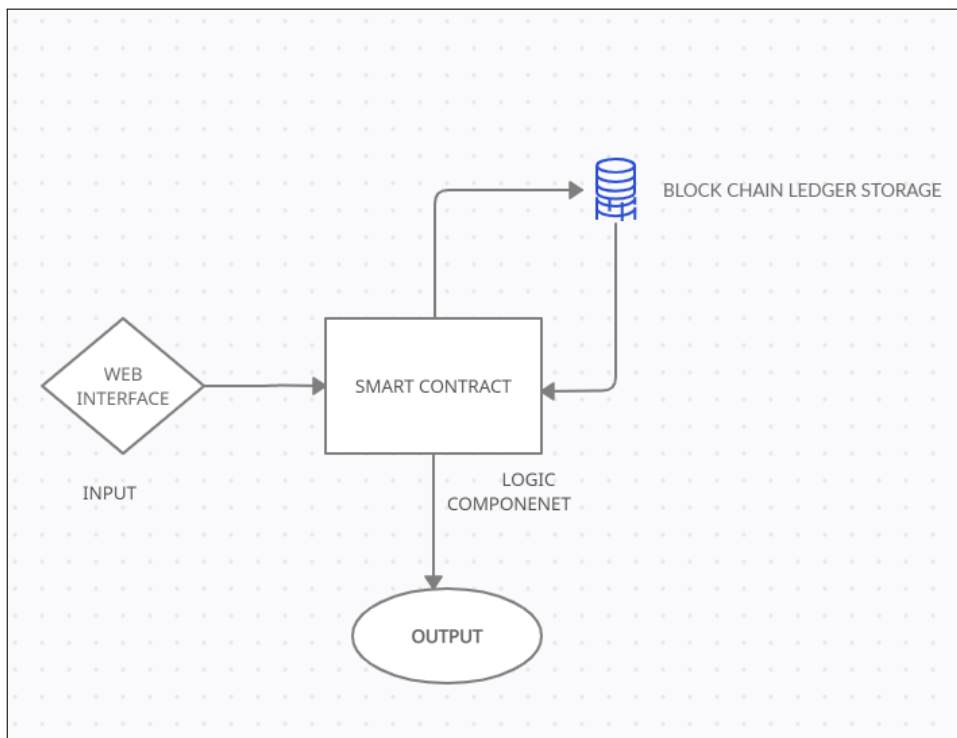 BLOCK CHAIN LEDGER STORAGE
WEB
INTERFACE
SMART CONTRACT
INPUT
LOGIC
COMPONENET
OUTPUT